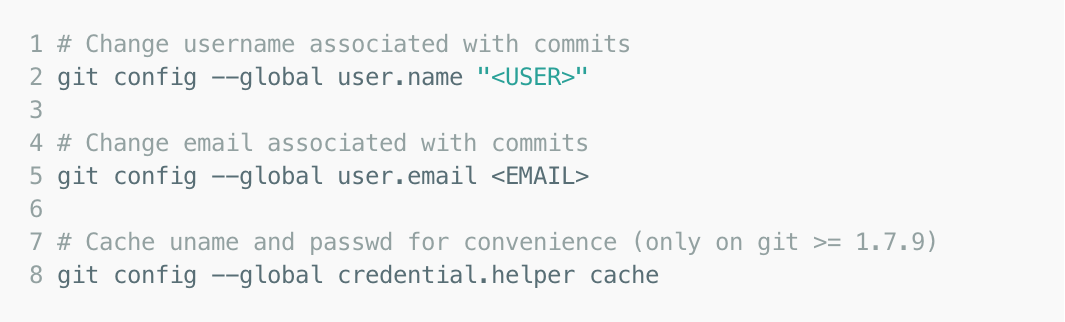 1 # Change username associated with commits
2 git config --global user.name "<USER>"
3
4 # Change email associated with commits
5 git config --global user.email <EMAIL>
6
7 # Cache uname and passwd for convenience (only on git >= 1.7.9)
8 git config --global credential.helper cache